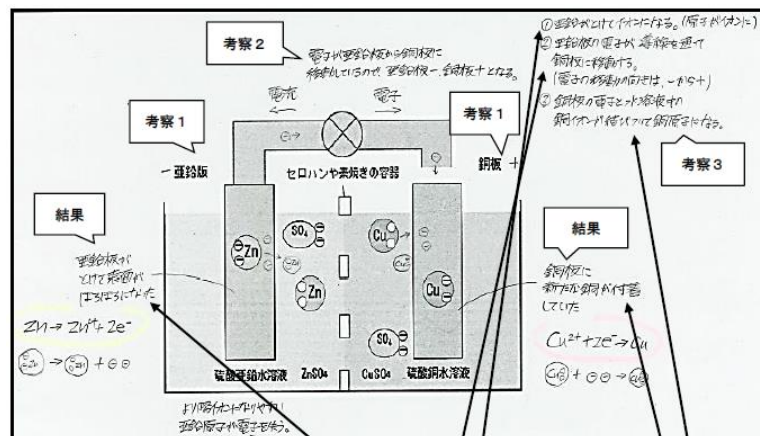 ①亜鉛がとけてイオンになる。(原子がイオンに)
②亜鉛板の電子が導線を通って
銅板に移動する。
(電子の移動の向きは、−から+)
③銅板の電子と水溶液中の
銅イオンが結びついて銅原子になる。
考察2
電子が亜鉛板から銅板に
移動しているので、亜鉛板−、銅板+となる。
電流
電子
考察1
考察1
考察3
− 亜鉛版
セロハンや素焼きの容器
銅板 +
結果
結果
亜鉛板が
とけて表面が
ぼろぼろになった
銅板に
新たな銅が付着
していた
Zn
SO₄
Zn
Cu
Cu
SO₄
Zn → Zn²⁺ + 2e⁻
Cu²⁺ + 2e⁻ → Cu
硫酸亜鉛水溶液
ZnSO₄
CuSO₄
硫酸銅水溶液
より陽イオンになりやすい
亜鉛原子が電子を失う。